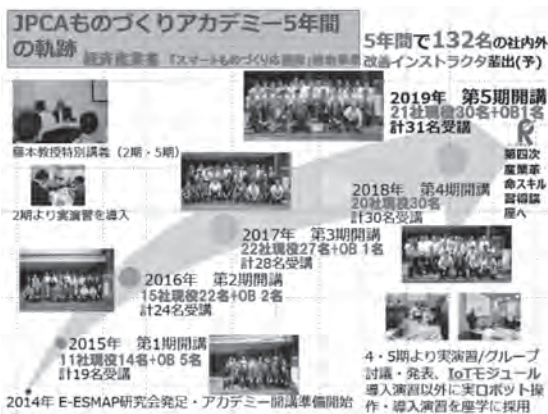 JPCAものづくりアカデミー5年間
の軌跡
経済産業省 「スマートものづくり応援隊」
5年間で132名の社内外
改善インストラクタ輩出(予)
2019年 第5期開講
21社現役30名+OB1名
計31名受講
藤本教授特別講義(2期・5期)
R
第四次
産業革
命スキル
習得講
座へ
2期より実演習を導入
2018年 第4期開講
20社現役30名
計30名受講
2017年 第3期開講
22社現役27名+OB 1名
計28名受講
2016年 第2期開講
15社現役22名+OB 2名
計24名受講
2015年 第1期開講
11社現役14名+OB 5名
計19名受講
4・5期より実演習/グループ
討議・発表、IoTモジュール
導入演習以外に実ロボット操
作・導入演習を座学に採用
2014年 E-ESMAP研究会発足・アカデミー開講準備開始